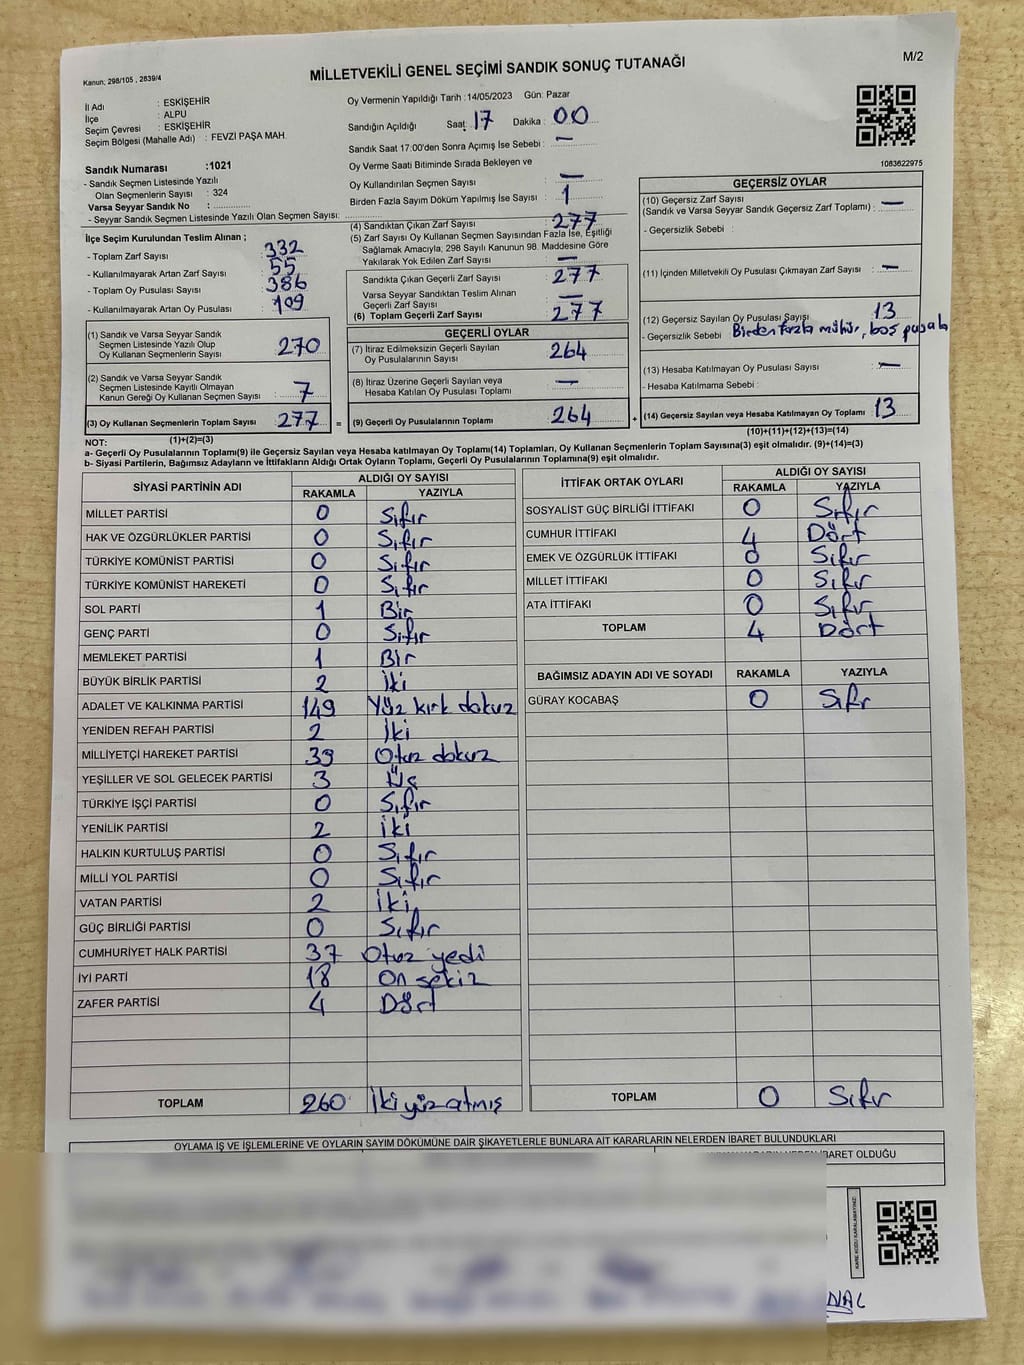 M/2
Kanun, 298/105 , 2839/4
MİLLETVEKİLİ GENEL SEÇİMİ SANDIK SONUÇ TUTANAĞI
İl Adı : ESKİŞEHİR
İlçe : ALPU
Seçim Çevresi : ESKİŞEHİR
Seçim Bölgesi (Mahalle Adı) : FEVZİ PAŞA MAH.
Sandık Numarası :1021
- Sandık Seçmen Listesinde Yazılı
Olan Seçmenlerin Sayısı : 324
Varsa Seyyar Sandık No :
- Seyyar Sandık Seçmen Listesinde Yazılı Olan Seçmen Sayısı:
Oy Vermenin Yapıldığı Tarih :14/05/2023 Gün: Pazar
Sandığın Açıldığı Saat: 17 Dakika : 00
Sandık Saat 17:00'den Sonra Açımış İse Sebebi : —
Oy Verme Saati Bitiminde Sırada Bekleyen ve
Oy Kullandırılan Seçmen Sayısı : —
Birden Fazla Sayım Döküm Yapılmış İse Sayısı : 1
1063622975
İlçe Seçim Kurulundan Teslim Alınan ;
- Toplam Zarf Sayısı : 332
- Kullanılmayarak Artan Zarf Sayısı : 55
- Toplam Oy Pusulası Sayısı : 386
- Kullanılmayarak Artan Oy Pusulası : 109
(1) Sandık ve Varsa Seyyar Sandık
Seçmen Listesinde Yazılı Olup
Oy Kullanan Seçmenlerin Sayısı : 270
(2) Sandık ve Varsa Seyyar Sandık
Seçmen Listesinde Kayıtlı Olmayan
Kanun Gereği Oy Kullanan Seçmen Sayısı : 7
(3) Oy Kullanan Seçmenlerin Toplam Sayısı : 277
(1)+(2)=(3)
(4) Sandıktan Çıkan Zarf Sayısı : 277
(5) Zarf Sayısı Oy Kullanan Seçmen Sayısından Fazla İse, Eşitliği
Sağlamak Amacıyla, 298 Sayılı Kanunun 98. Maddesine Göre
Yakılarak Yok Edilen Zarf Sayısı : —
Sandıkta Çıkan Geçerli Zarf Sayısı : 277
Varsa Seyyar Sandıktan Teslim Alınan
Geçerli Zarf Sayısı : —
(6) Toplam Geçerli Zarf Sayısı : 277
GEÇERLİ OYLAR
(7) İtiraz Edilmeksizin Geçerli Sayılan
Oy Pusulalarının Sayısı : 264
(8) İtiraz Üzerine Geçerli Sayılan veya
Hesaba Katılan Oy Pusulası Toplamı : —
= (9) Geçerli Oy Pusulalarının Toplamı : 264
GEÇERSİZ OYLAR
(10) Geçersiz Zarf Sayısı
(Sandık ve Varsa Seyyar Sandık Geçersiz Zarf Toplamı) : —
- Geçersizlik Sebebi :
(11) İçinden Milletvekili Oy Pusulası Çıkmayan Zarf Sayısı : —
(12) Geçersiz Sayılan Oy Pusulası Sayısı : 13
- Geçersizlik Sebebi Birden fazla mühür, boş pusula
(13) Hesaba Katılmayan Oy Pusulası Sayısı : —
- Hesaba Katılmama Sebebi :
+ (14) Geçersiz Sayılan veya Hesaba Katılmayan Oy Toplamı : 13
(10)+(11)+(12)+(13)=(14)
NOT:
a- Geçerli Oy Pusulalarının Toplamı(9) ile Geçersiz Sayılan veya Hesaba katılmayan Oy Toplamı(14) Toplamları, Oy Kullanan Seçmenlerin Toplam Sayısına(3) eşit olmalıdır. (9)+(14)=(3)
b- Siyasi Partilerin, Bağımsız Adayların ve İttifakların Aldığı Ortak Oyların Toplamı, Geçerli Oy Pusulalarının Toplamına(9) eşit olmalıdır.
SİYASİ PARTİNİN ADI ALDIĞI OY SAYISI
RAKAMLA YAZIYLA
MİLLET PARTİSİ 0 Sıfır
HAK VE ÖZGÜRLÜKLER PARTİSİ 0 Sıfır
TÜRKİYE KOMÜNİST PARTİSİ 0 Sıfır
TÜRKİYE KOMÜNİST HAREKETİ 0 Sıfır
SOL PARTİ 1 Bir
GENÇ PARTİ 0 Sıfır
MEMLEKET PARTİSİ 1 Bir
BÜYÜK BİRLİK PARTİSİ 2 İki
ADALET VE KALKINMA PARTİSİ 149 Yüz kırk dokuz
YENİDEN REFAH PARTİSİ 2 İki
MİLLİYETÇİ HAREKET PARTİSİ 39 Otuz dokuz
YEŞİLLER VE SOL GELECEK PARTİSİ 3 Üç
TÜRKİYE İŞÇİ PARTİSİ 0 Sıfır
YENİLİK PARTİSİ 2 İki
HALKIN KURTULUŞ PARTİSİ 0 Sıfır
MİLLİ YOL PARTİSİ 0 Sıfır
VATAN PARTİSİ 2 İki
GÜÇ BİRLİĞİ PARTİSİ 0 Sıfır
CUMHURİYET HALK PARTİSİ 37 Otuz yedi
İYİ PARTİ 18 On sekiz
ZAFER PARTİSİ 4 Dört
TOPLAM 260 İki yüz atmış
İTTİFAK ORTAK OYLARI ALDIĞI OY SAYISI
RAKAMLA YAZIYLA
SOSYALİST GÜÇ BİRLİĞİ İTTİFAKI 0 Sıfır
CUMHUR İTTİFAKI 4 Dört
EMEK VE ÖZGÜRLÜK İTTİFAKI 0 Sıfır
MİLLET İTTİFAKI 0 Sıfır
ATA İTTİFAKI 0 Sıfır
TOPLAM 4 Dört
BAĞIMSIZ ADAYIN ADI VE SOYADI RAKAMLA YAZIYLA
GÜRAY KOCABAŞ 0 Sıfır
TOPLAM 0 Sıfır
OYLAMA İŞ VE İŞLEMLERİNE VE OYLARIN SAYIM DÖKÜMÜNE DAİR ŞİKAYETLERLE BUNLARA AİT KARARLARIN NELERDEN İBARET BULUNDUKLARI
İBARET OLDUĞU
KARE KODU KARALAMAYINIZ!